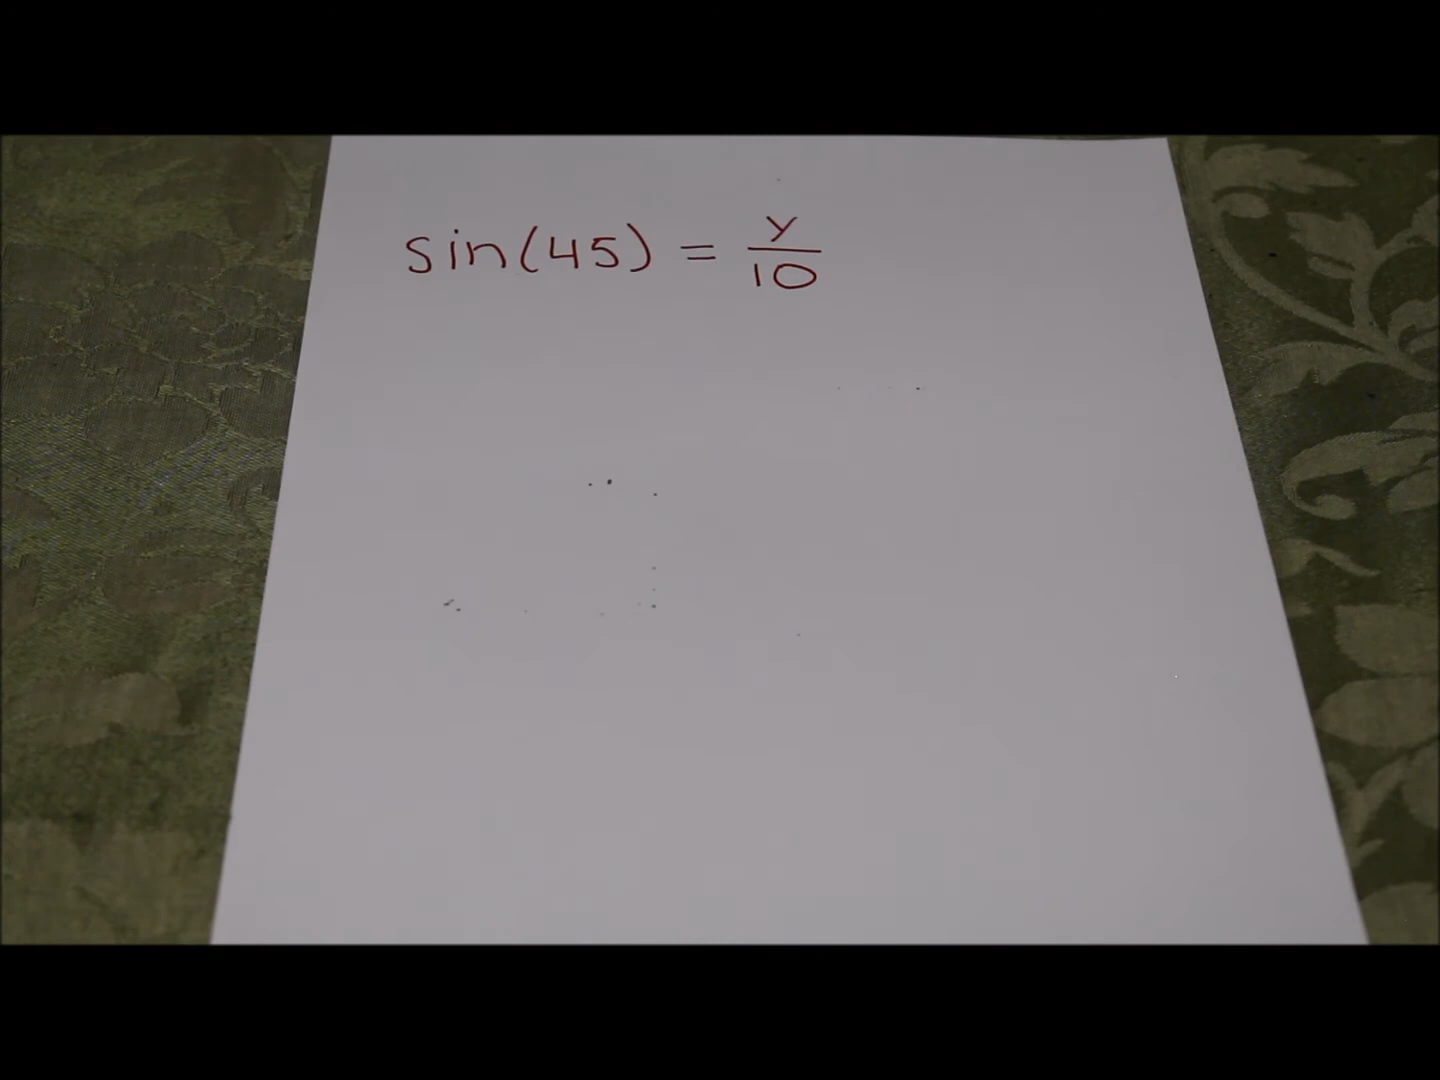 sin(45) = y/10